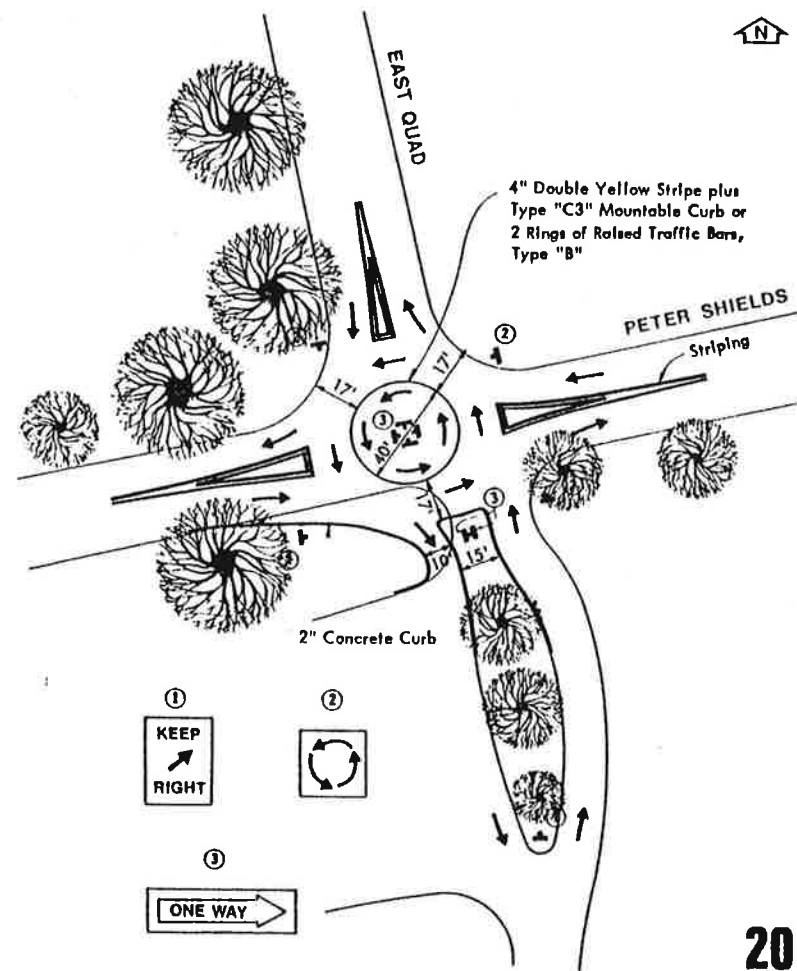 N
EAST QUAD
4" Double Yellow Stripe plus
Type "C3" Mountable Curb or
2 Rings of Raised Traffic Bars,
Type "B"
PETER SHIELDS
②
Striping
17'
17'
③
40'
17'
③
10'
15'
2" Concrete Curb
①
KEEP
RIGHT
②
③
ONE WAY
20